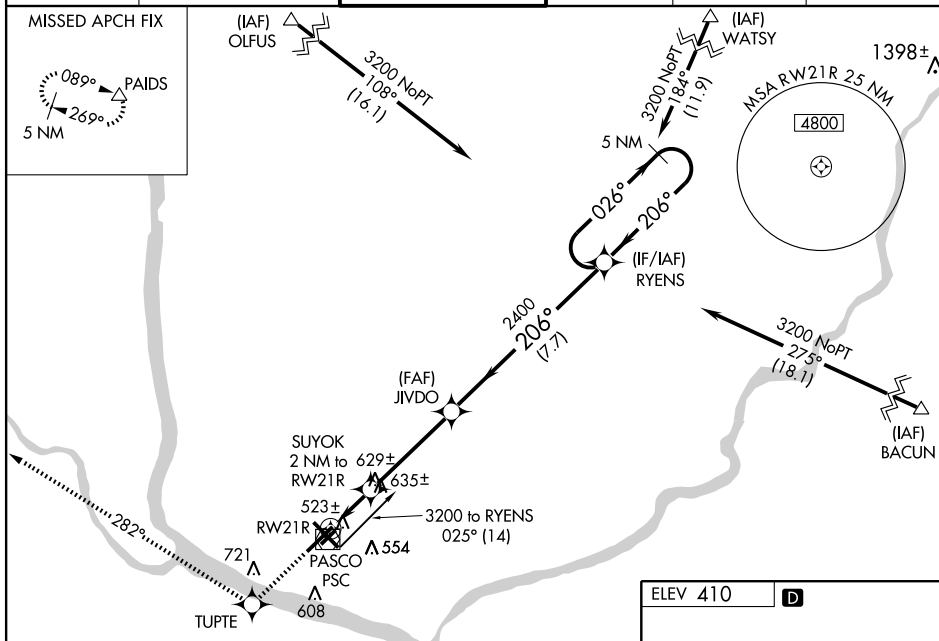 MISSED APCH FIX
089°
PAIDS
269°
5 NM
(IAF)
OLFUS
3200 NoPT
108°
(16.1)
(IAF)
WATSY
3200 NoPT
184°
(11.9)
1398±
MSA RW21R 25 NM
4800
5 NM
026°
206°
(IF/IAF)
RYENS
2400
206°
(7.7)
3200 NoPT
275°
(18.1)
(IAF)
BACUN
(FAF)
JIVDO
SUYOK
2 NM to
RW21R
629±
635±
523±
RW21R
3200 to RYENS
025° (14)
554
PASCO
PSC
282°
721
608
TUPTE
ELEV 410
D